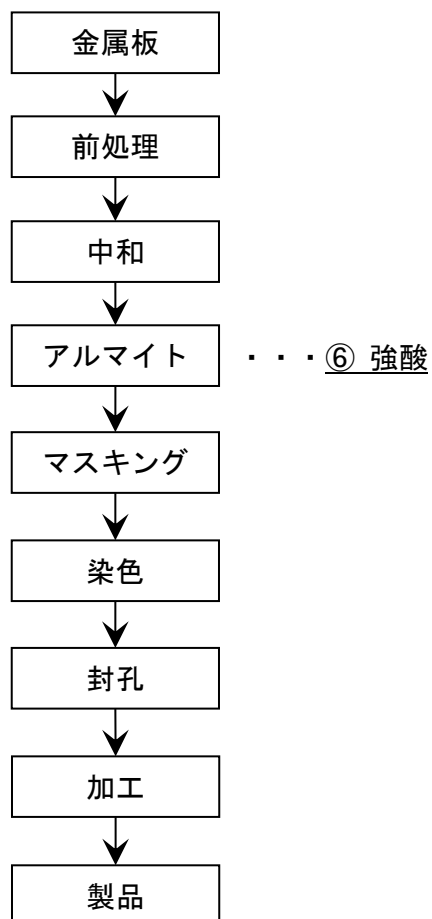 金属板
前処理
中和
アルマイト ・・・⑥ 強酸
マスキング
染色
封孔
加工
製品